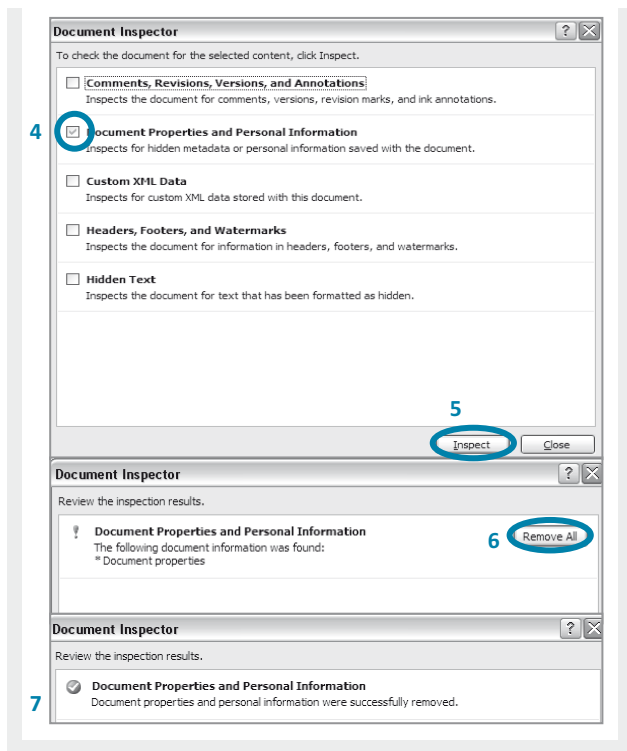 Document Inspector
To check the document for the selected content, click Inspect.
Comments, Revisions, Versions, and Annotations
Inspects the document for comments, versions, revision marks, and ink annotations.
4
Document Properties and Personal Information
Inspects for hidden metadata or personal information saved with the document.
Custom XML Data
Inspects for custom XML data stored with this document.
Headers, Footers, and Watermarks
Inspects the document for information in headers, footers, and watermarks.
Hidden Text
Inspects the document for text that has been formatted as hidden.
5
Inspect Close
Document Inspector
Review the inspection results.
Document Properties and Personal Information
The following document information was found:
* Document properties
6 Remove All
Document Inspector
Review the inspection results.
Document Properties and Personal Information
7 Document properties and personal information were successfully removed.